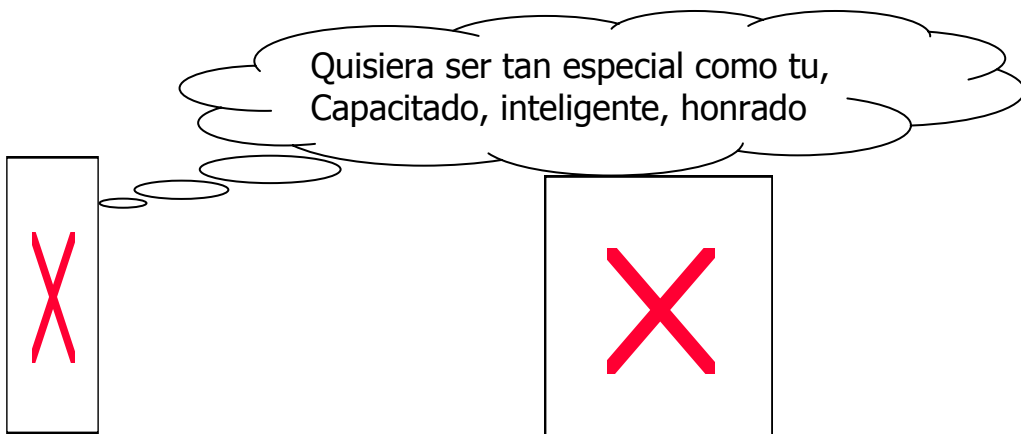 Quisiera ser tan especial como tu,
Capacitado, inteligente, honrado